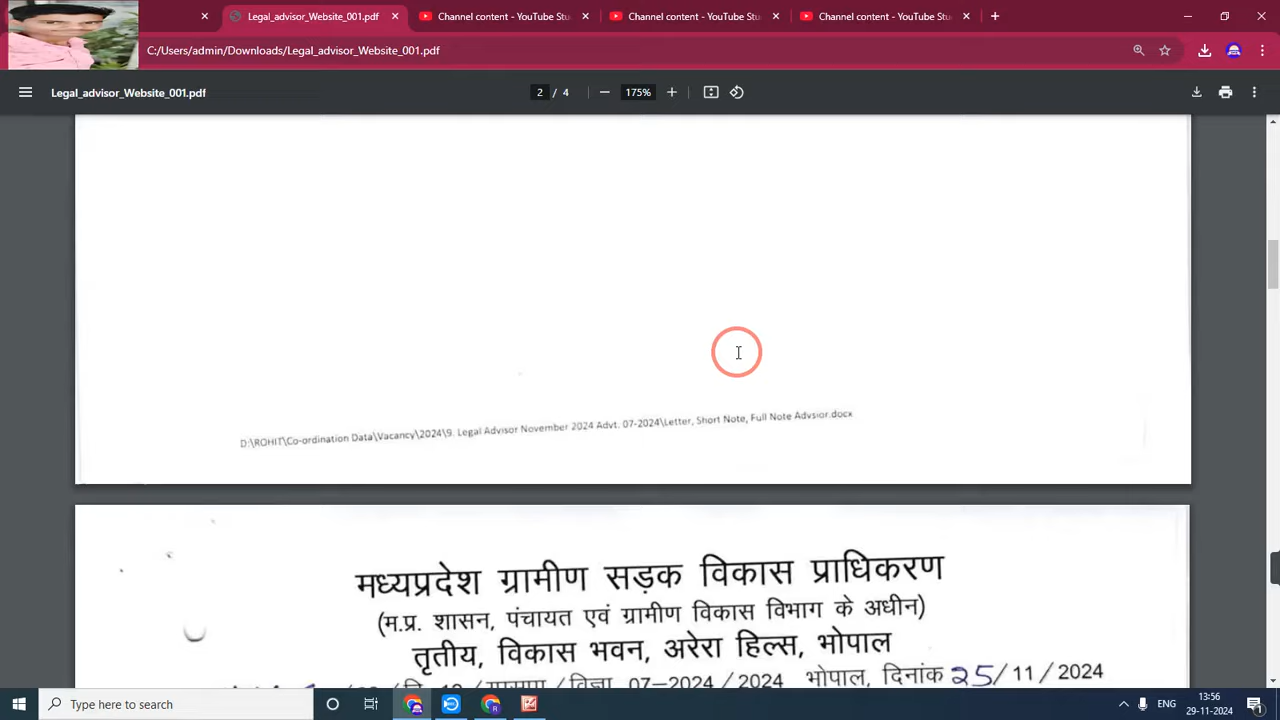 Legal_advisor_Website_001.pdf
Channel content - YouTube Stu
Channel content - YouTube Stu
Channel content - YouTube Stu
C:/Users/admin/Downloads/Legal_advisor_Website_001.pdf
Legal_advisor_Website_001.pdf
2 / 4
175%
D:\ROHIT\Co-ordination Data\Vacancy\2024\9. Legal Advisor November 2024 Advt. 07-2024\Letter, Short Note, Full Note Advsior.docx
मध्यप्रदेश ग्रामीण सड़क विकास प्राधिकरण
(म.प्र. शासन, पंचायत एवं ग्रामीण विकास विभाग के अधीन)
तृतीय, विकास भवन, अरेरा हिल्स, भोपाल
07-2024 / 2024 भोपाल, दिनांक 25/11/2024
Type here to search
ENG
13:56
29-11-2024